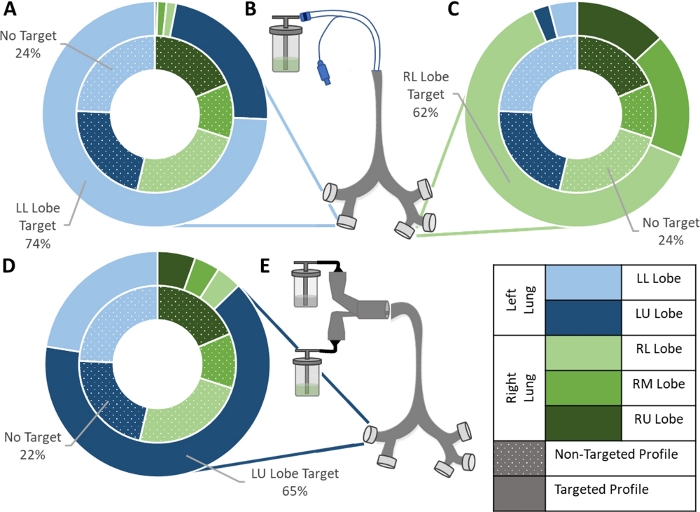 A
B
C
No Target
24%
LL Lobe
Target
74%
RL Lobe
Target
62%
No Target
24%
D
E
No Target
22%
LU Lobe Target
65%
Left
Lung
LL Lobe
LU Lobe
Right
Lung
RL Lobe
RM Lobe
RU Lobe
Non-Targeted Profile
Targeted Profile